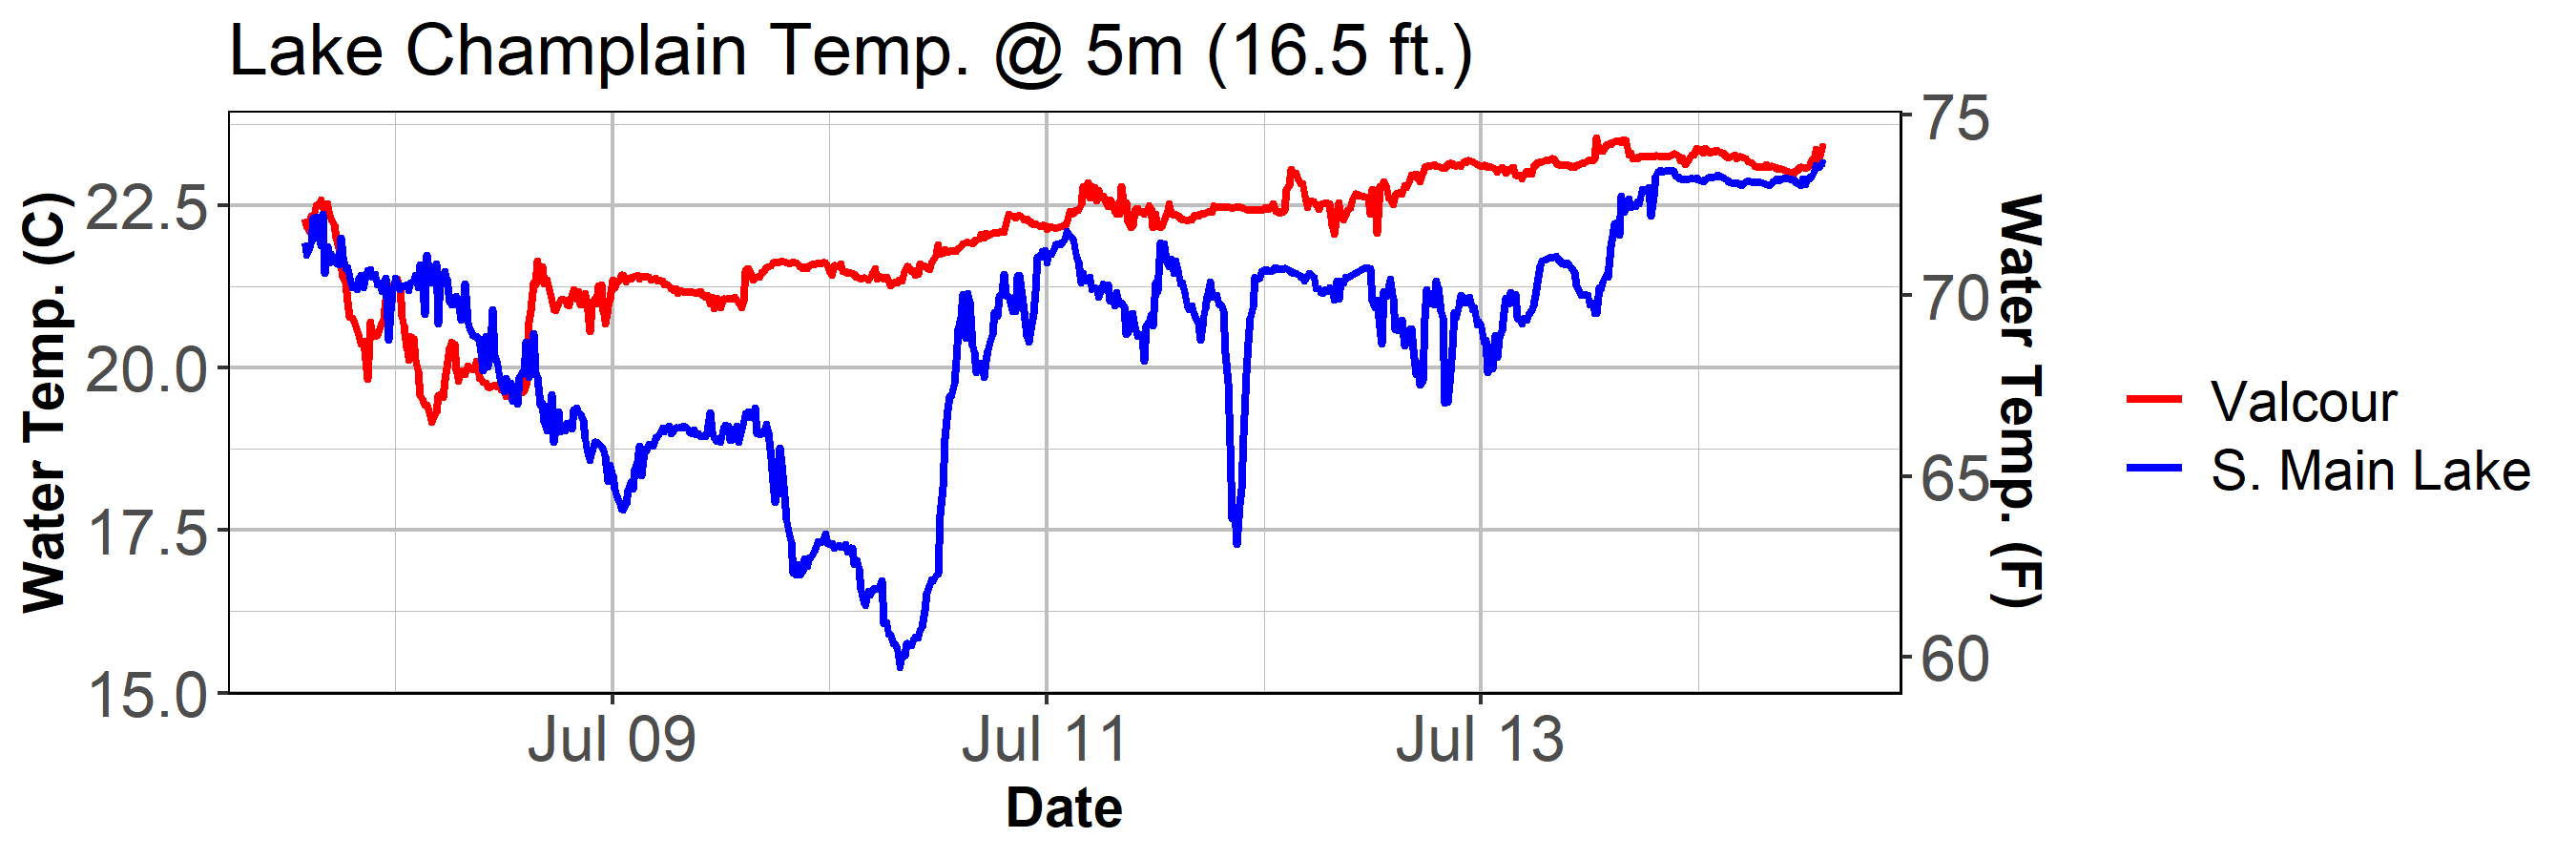 Lake Champlain Temp. @ 5m (16.5 ft.)
Water Temp. (C)
22.5
20.0
17.5
15.0
75
70
65
60
Water Temp. (F)
Jul 09
Jul 11
Jul 13
Date
Valcour
S. Main Lake